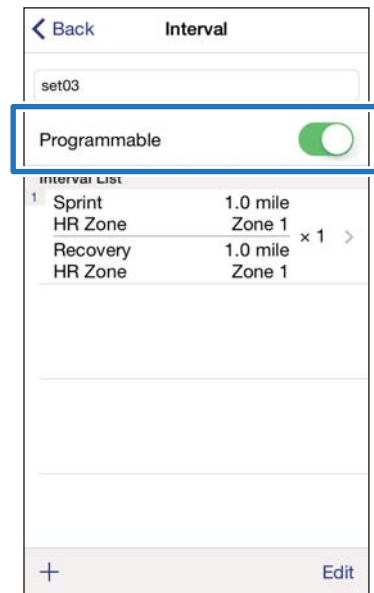 Back Interval
set03
Programmable
Interval List
1 Sprint 1.0 mile
HR Zone Zone 1
× 1 >
Recovery 1.0 mile
HR Zone Zone 1
+ Edit